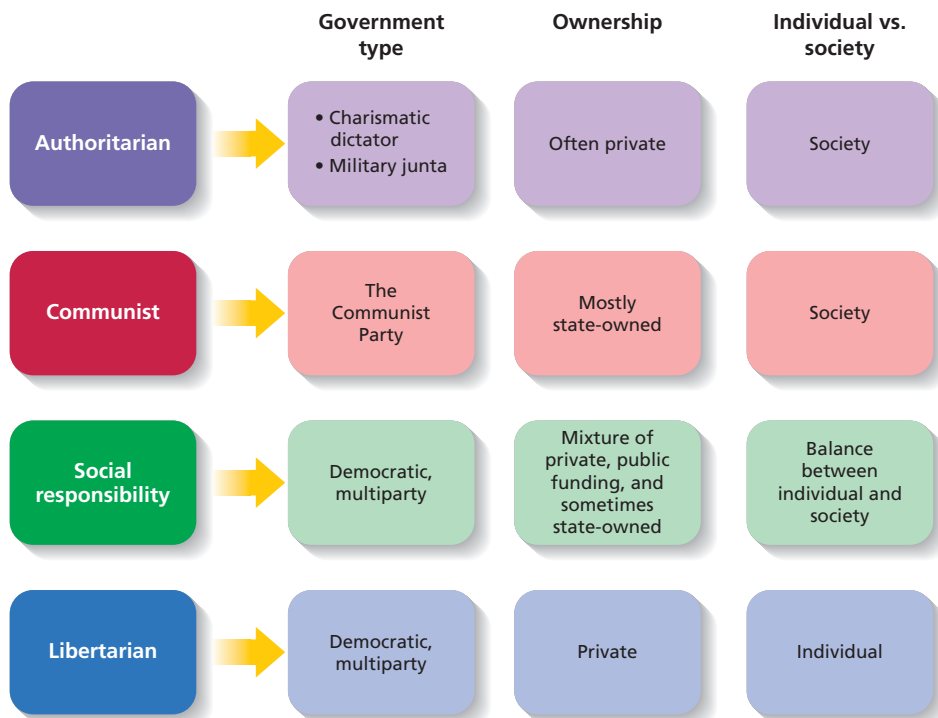 Government
type
Ownership
Individual vs.
society
Authoritarian
• Charismatic
dictator
• Military junta
Often private
Society
Communist
The
Communist
Party
Mostly
state-owned
Society
Social
responsibility
Democratic,
multiparty
Mixture of
private, public
funding, and
sometimes
state-owned
Balance
between
individual and
society
Libertarian
Democratic,
multiparty
Private
Individual